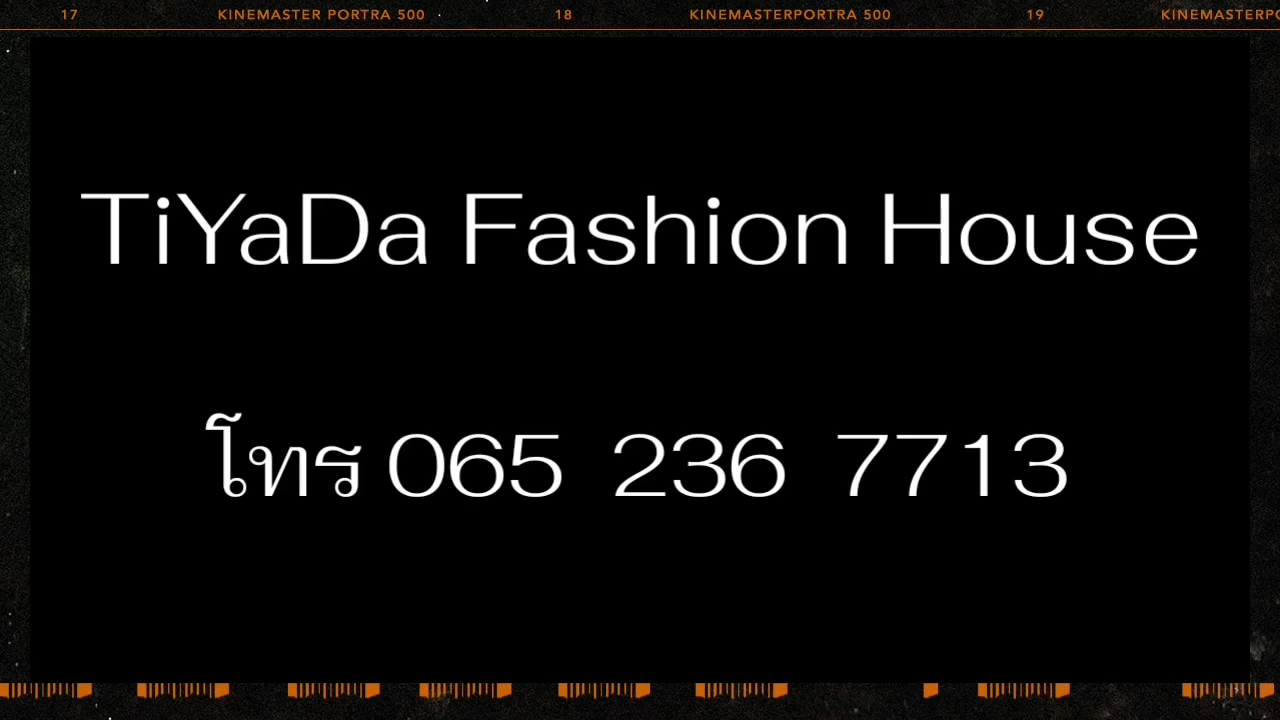 17 KINEMASTER PORTRA 500 18 KINEMASTERPORTRA 500 19 KINEMASTERPO
TiYaDa Fashion House
โทร 065 236 7713